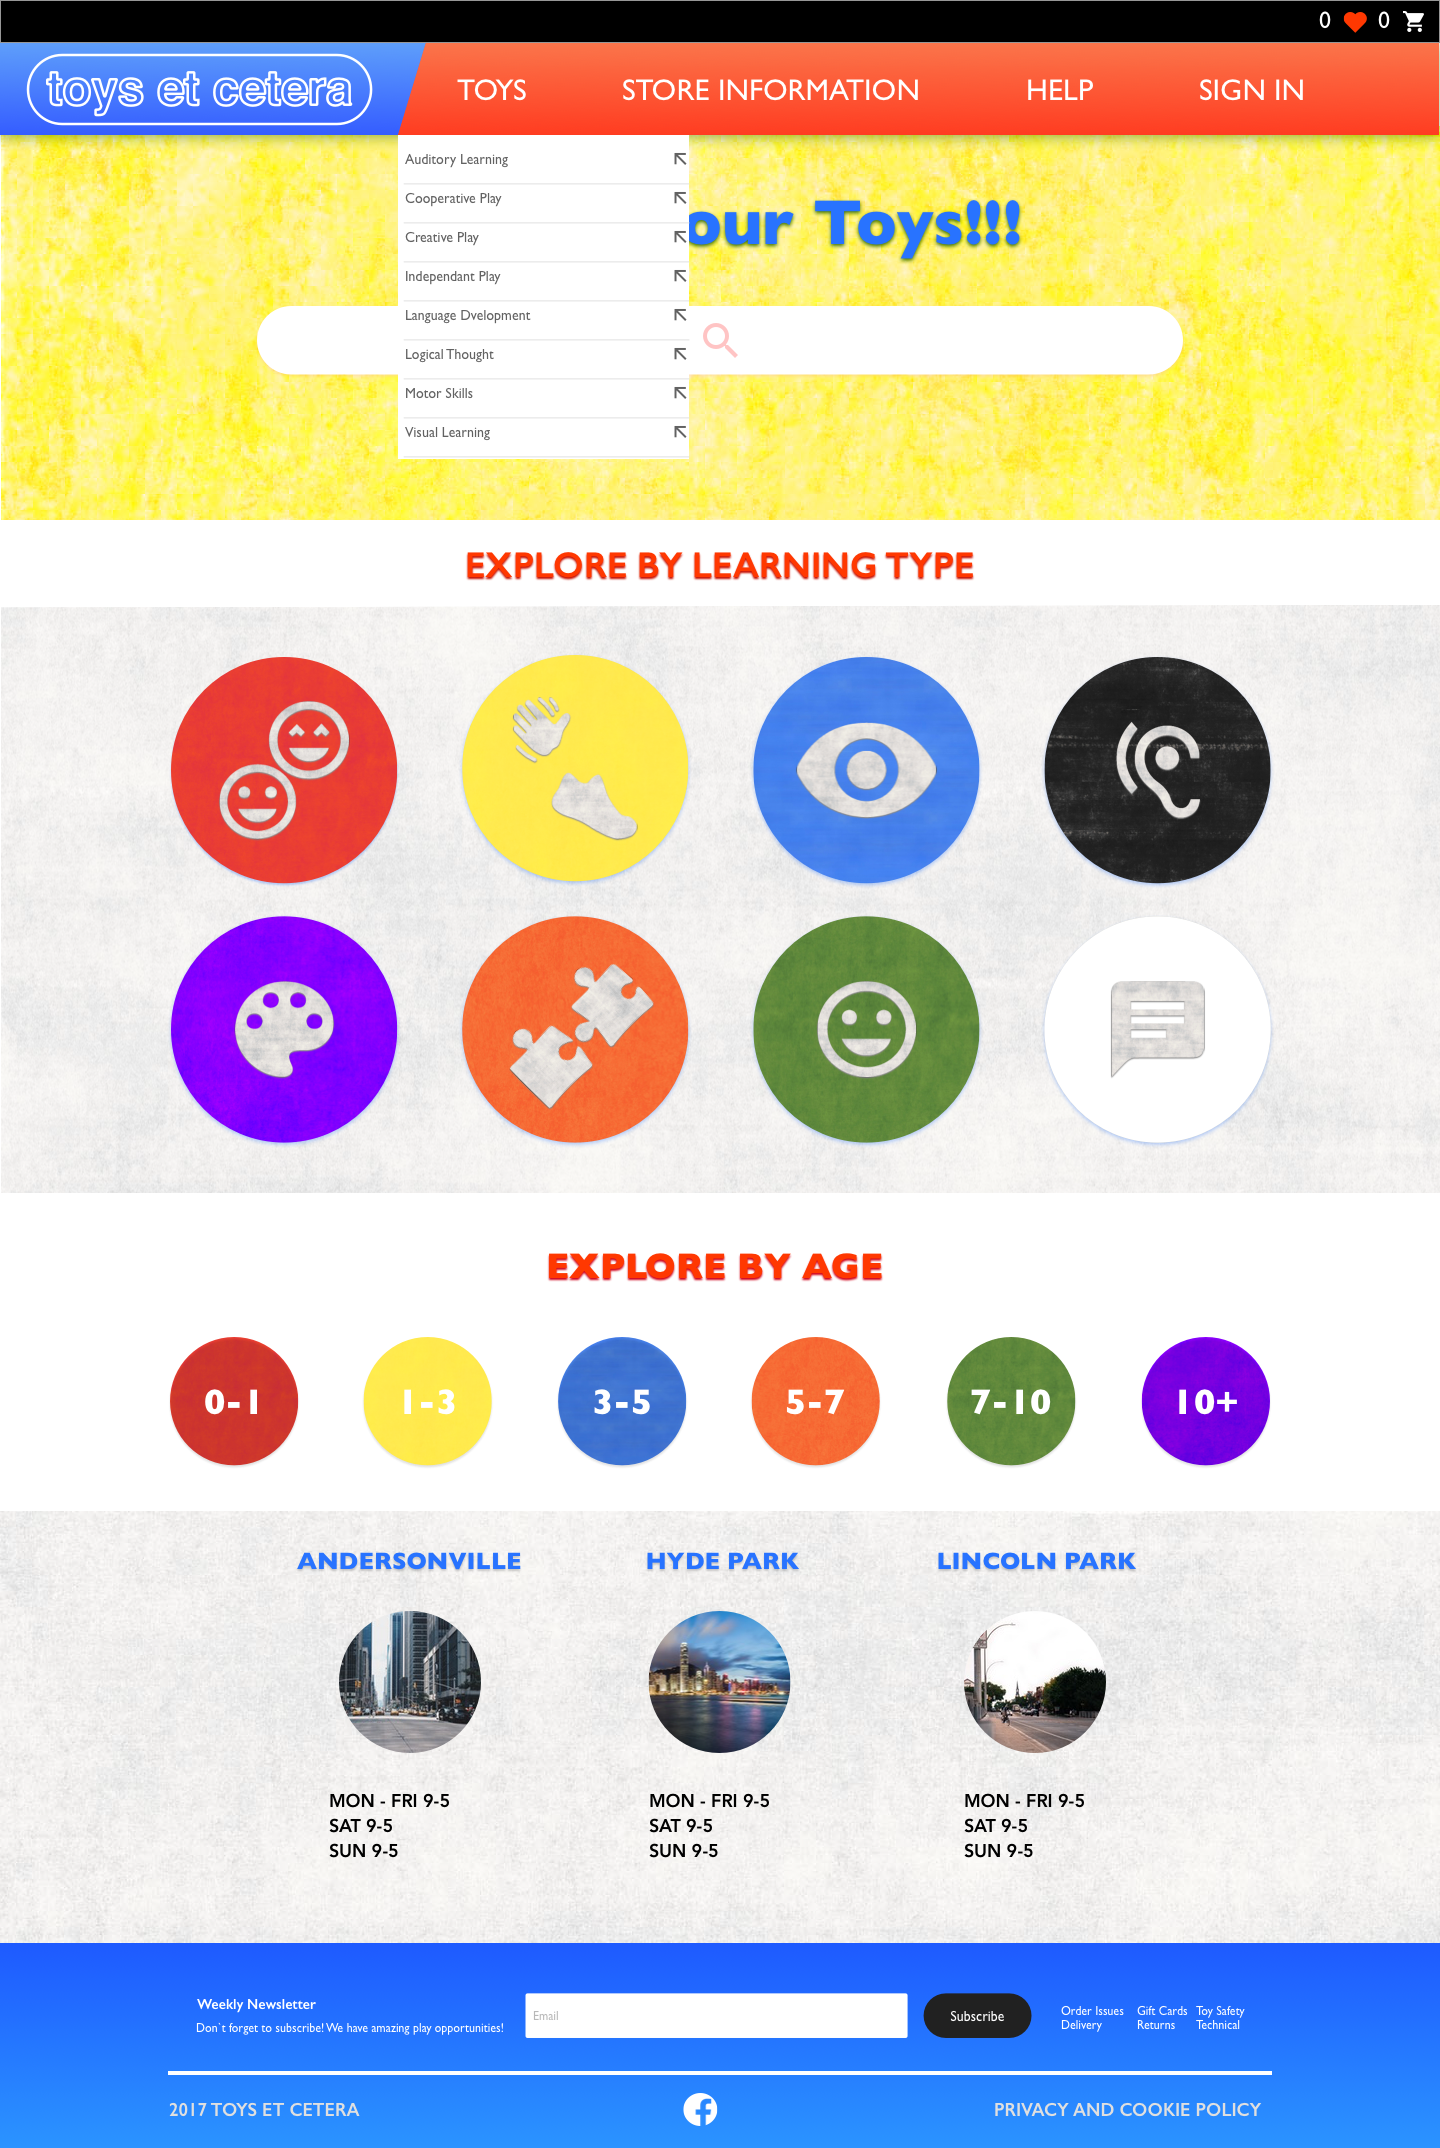 0 0
toys et cetera
TOYS STORE INFORMATION HELP SIGN IN
Auditory Learning
Cooperative Play
Creative Play
Independant Play
Language Dvelopment
Logical Thought
Motor Skills
Visual Learning
our Toys!!!
EXPLORE BY LEARNING TYPE
EXPLORE BY AGE
0-1 1-3 3-5 5-7 7-10 10+
ANDERSONVILLE HYDE PARK LINCOLN PARK
MON - FRI 9-5 MON - FRI 9-5 MON - FRI 9-5
SAT 9-5 SAT 9-5 SAT 9-5
SUN 9-5 SUN 9-5 SUN 9-5
Weekly Newsletter
Don`t forget to subscribe! We have amazing play opportunities!
Email
Subscribe
Order Issues Gift Cards Toy Safety
Delivery Returns Technical
2017 TOYS ET CETERA
PRIVACY AND COOKIE POLICY